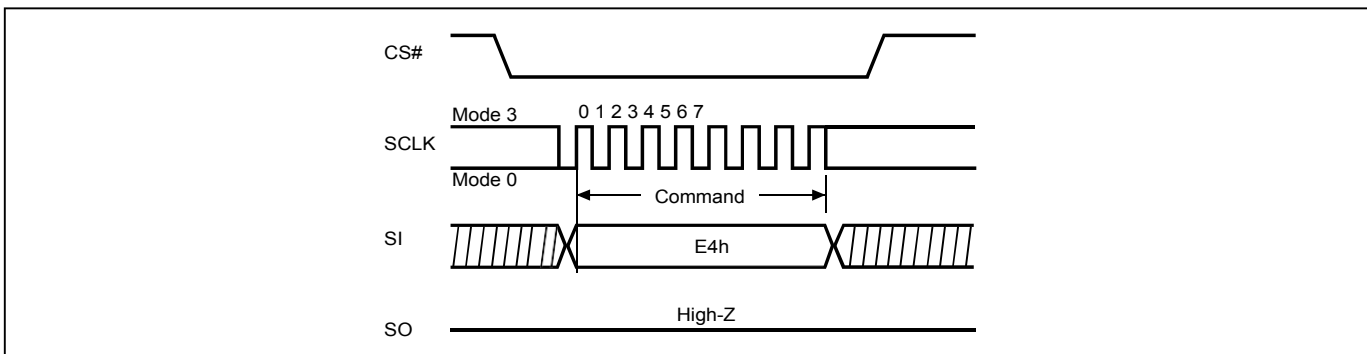 CS#
Mode 3
0 1 2 3 4 5 6 7
SCLK
Mode 0
Command
SI
E4h
High-Z
SO